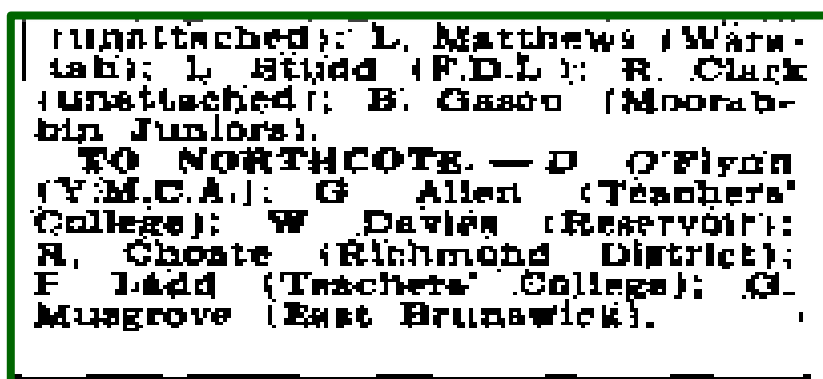 (unattached); L. Matthews (Wara-
tah); L. Studd (F.D.L.); R. Clark
(unattached); B. Gason (Moorab-
bin Juniors).
TO NORTHCOTE. — D O'Flynn
(Y.M.C.A.); G Allen (Teachers'
College); W Davies (Reservoir);
R. Choate (Richmond District);
F Ladd (Teachers' College); G.
Musgrove (East Brunswick).